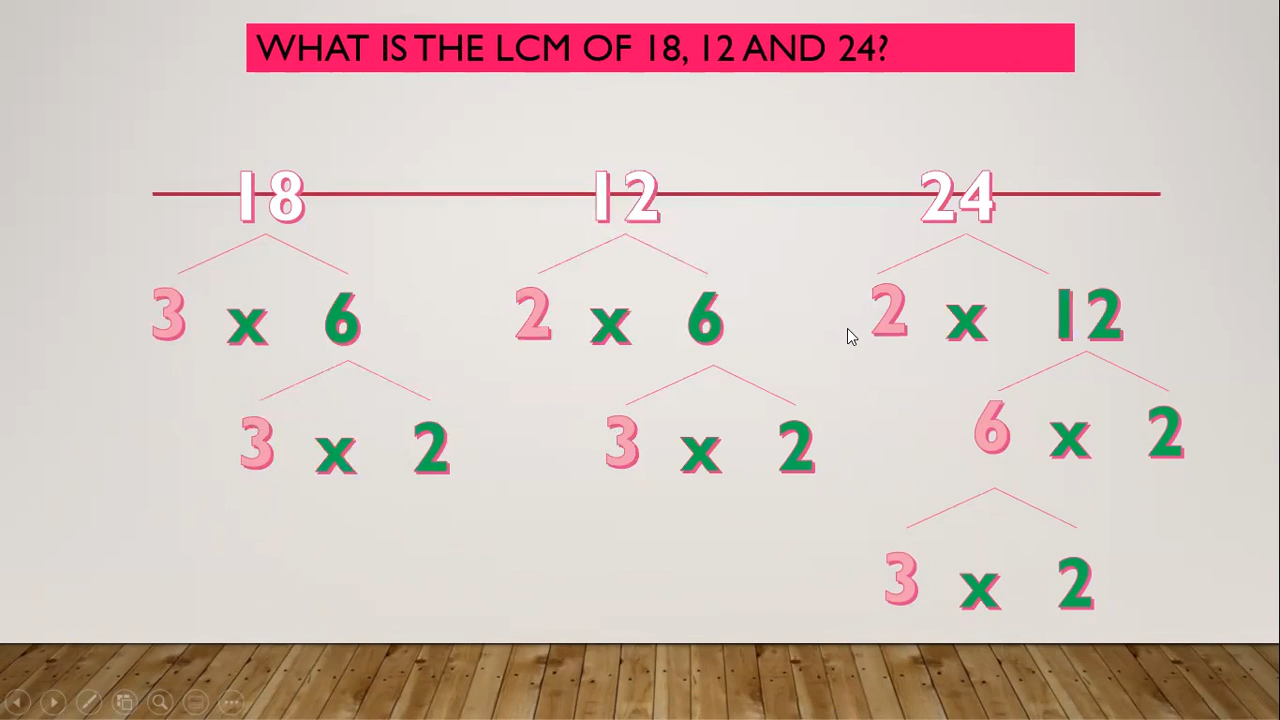 WHAT IS THE LCM OF 18, 12 AND 24?
18 12 24
3 x 6 2 x 6 2 x 12
3 x 2 3 x 2 6 x 2
3 x 2